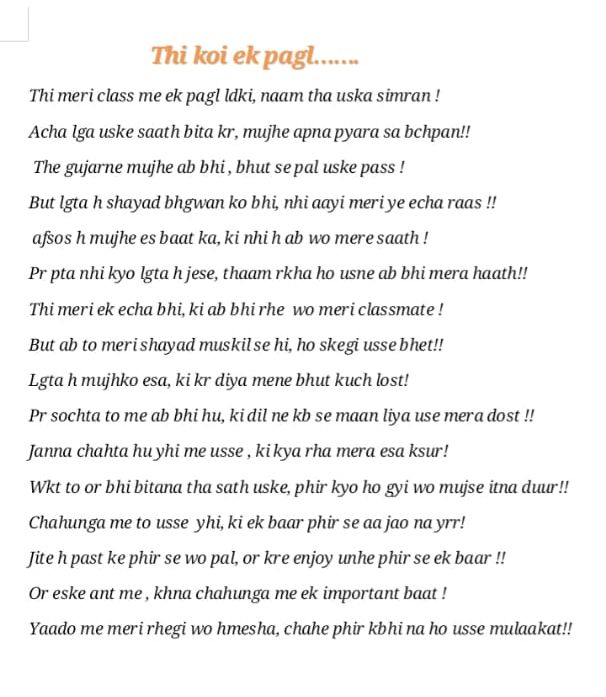 Thi koi ek pagl.......
Thi meri class me ek pagl ldki, naam tha uska simran !
Acha lga uske saath bita kr, mujhe apna pyara sa bchpan!!
The gujarne mujhe ab bhi , bhut se pal uske pass !
But lgta h shayad bhgwan ko bhi, nhi aayi meri ye echa raas !!
afsos h mujhe es baat ka, ki nhi h ab wo mere saath !
Pr pta nhi kyo lgta h jese, thaam rkha ho usne ab bhi mera haath!!
Thi meri ek echa bhi, ki ab bhi rhe wo meri classmate !
But ab to meri shayad muskil se hi, ho skegi usse bhet!!
Lgta h mujhko esa, ki kr diya mene bhut kuch lost!
Pr sochta to me ab bhi hu, ki dil ne kb se maan liya use mera dost !!
Janna chahta hu yhi me usse , ki kya rha mera esa ksur!
Wkt to or bhi bitana tha sath uske, phir kyo ho gyi wo mujse itna duur!!
Chahunga me to usse yhi, ki ek baar phir se aa jao na yrr!
Jite h past ke phir se wo pal, or kre enjoy unhe phir se ek baar !!
Or eske ant me , khna chahunga me ek important baat !
Yaado me meri rhegi wo hmesha, chahe phir kbhi na ho usse mulaakat!!